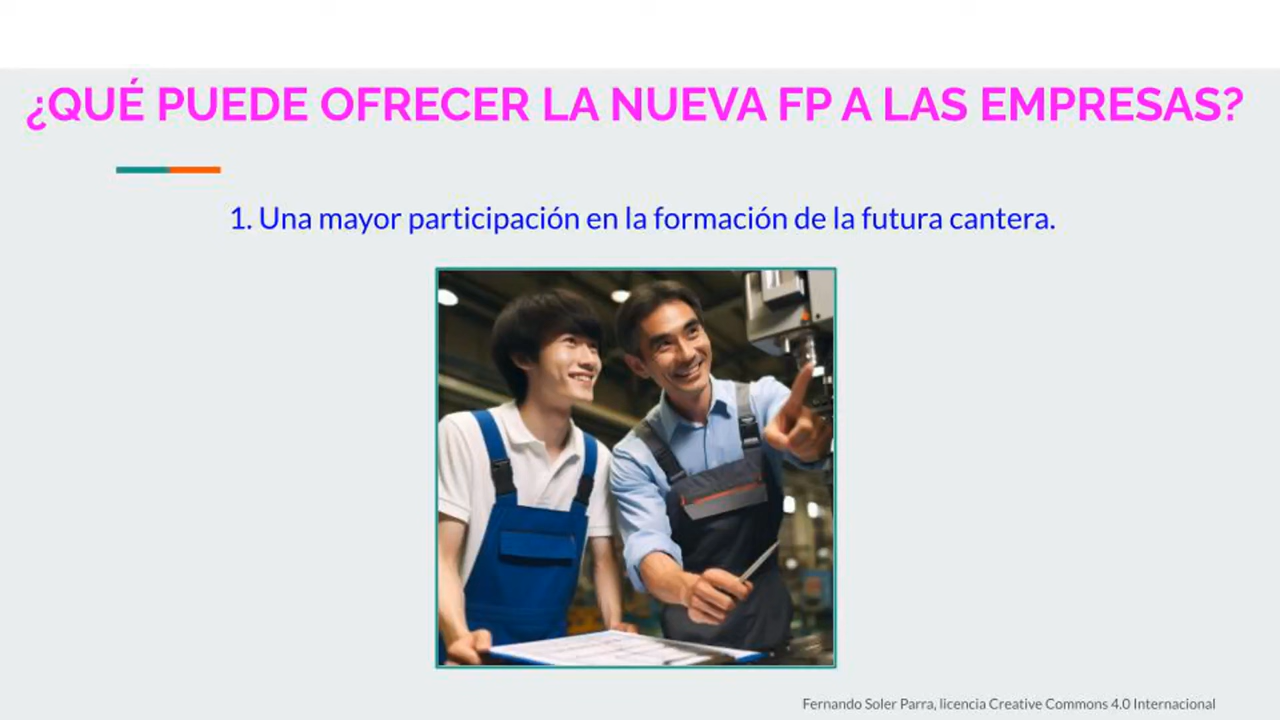 ¿QUÉ PUEDE OFRECER LA NUEVA FP A LAS EMPRESAS?
1. Una mayor participación en la formación de la futura cantera.
Fernando Soler Parra, licencia Creative Commons 4.0 Internacional